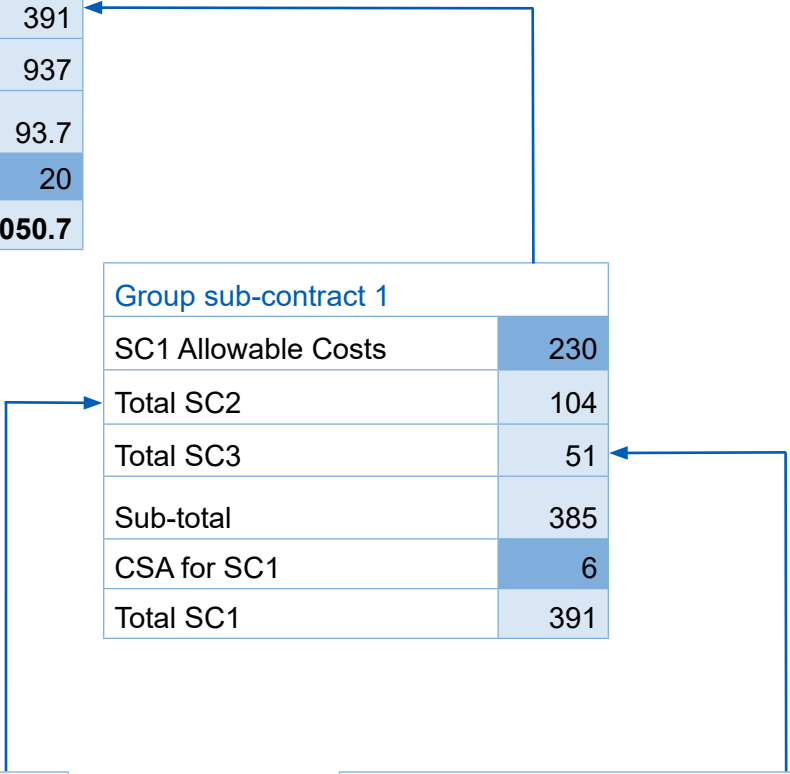 391
937
93.7
20
050.7
Group sub-contract 1
SC1 Allowable Costs 230
Total SC2 104
Total SC3 51
Sub-total 385
CSA for SC1 6
Total SC1 391